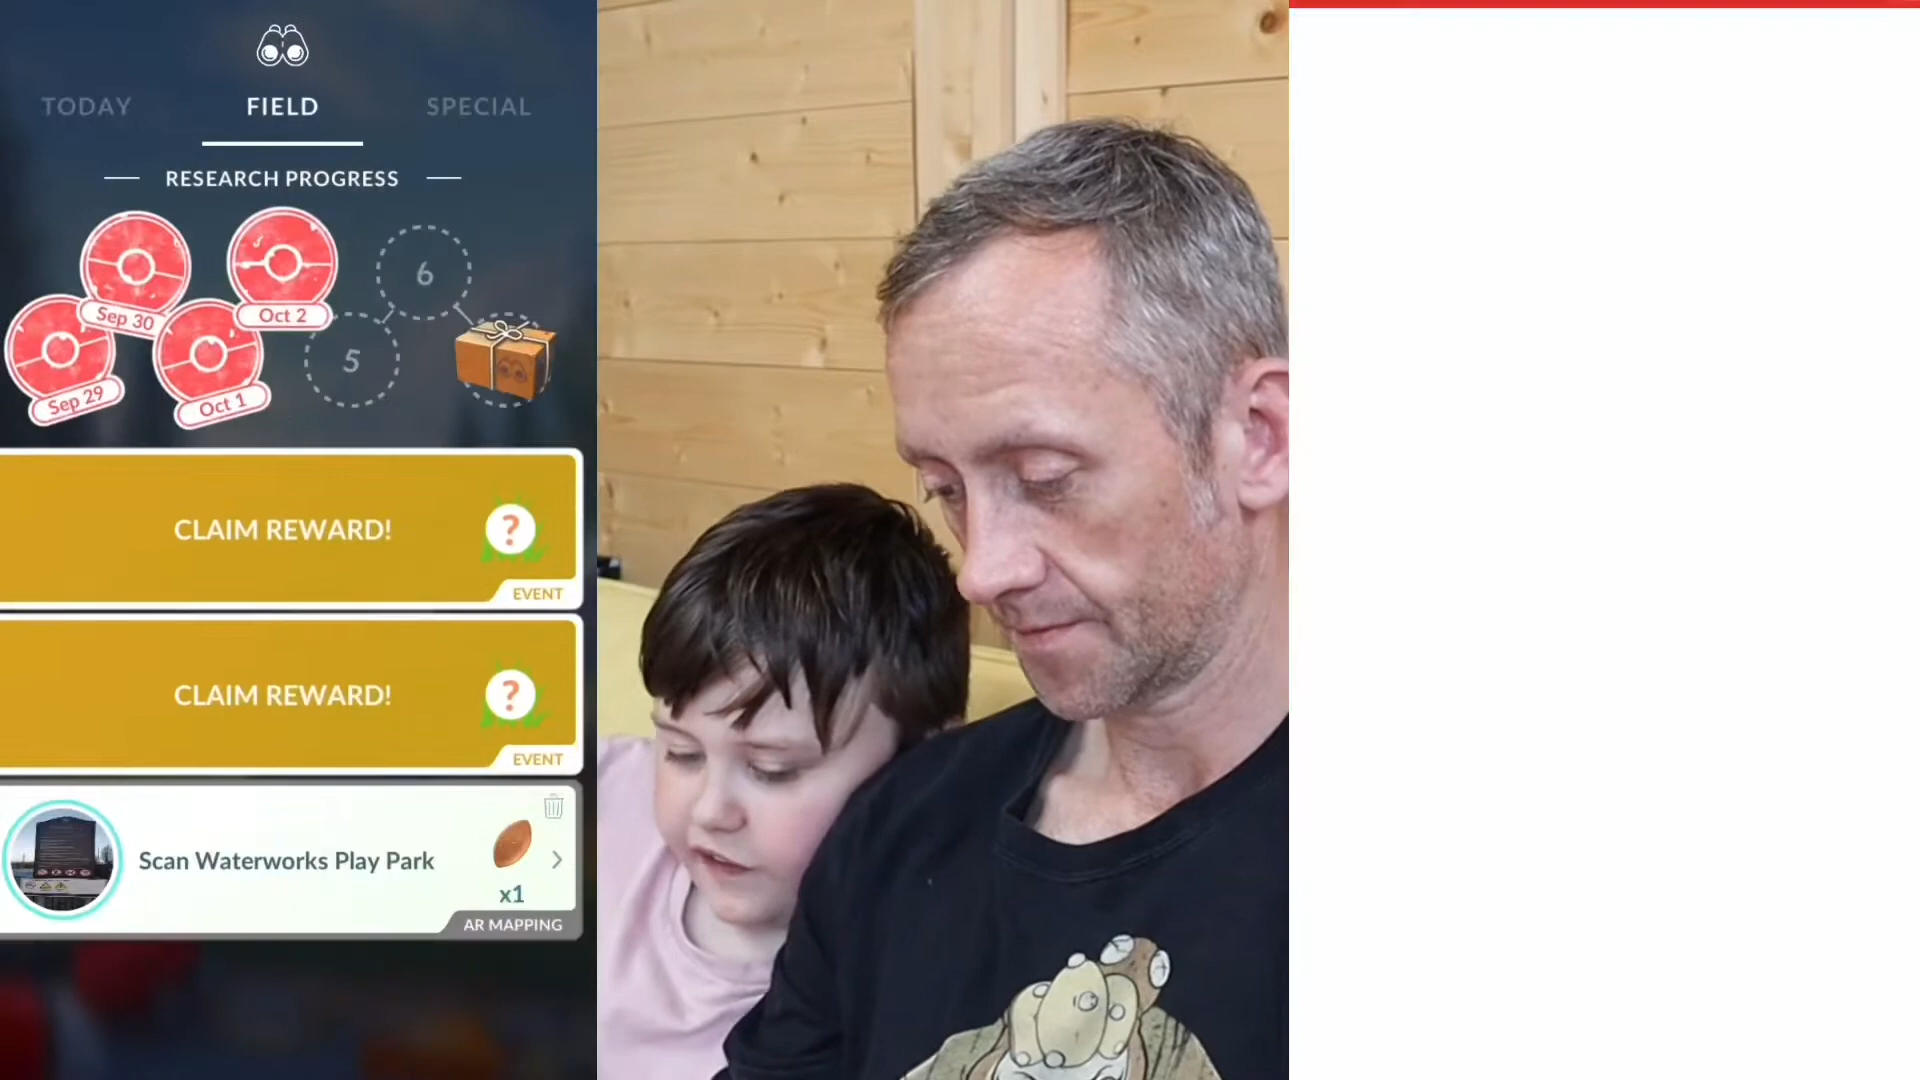 TODAY
FIELD
SPECIAL
RESEARCH PROGRESS
Sep 30
Oct 2
6
5
Sep 29
Oct 1
CLAIM REWARD!
?
EVENT
CLAIM REWARD!
?
EVENT
Scan Waterworks Play Park
x1
AR MAPPING